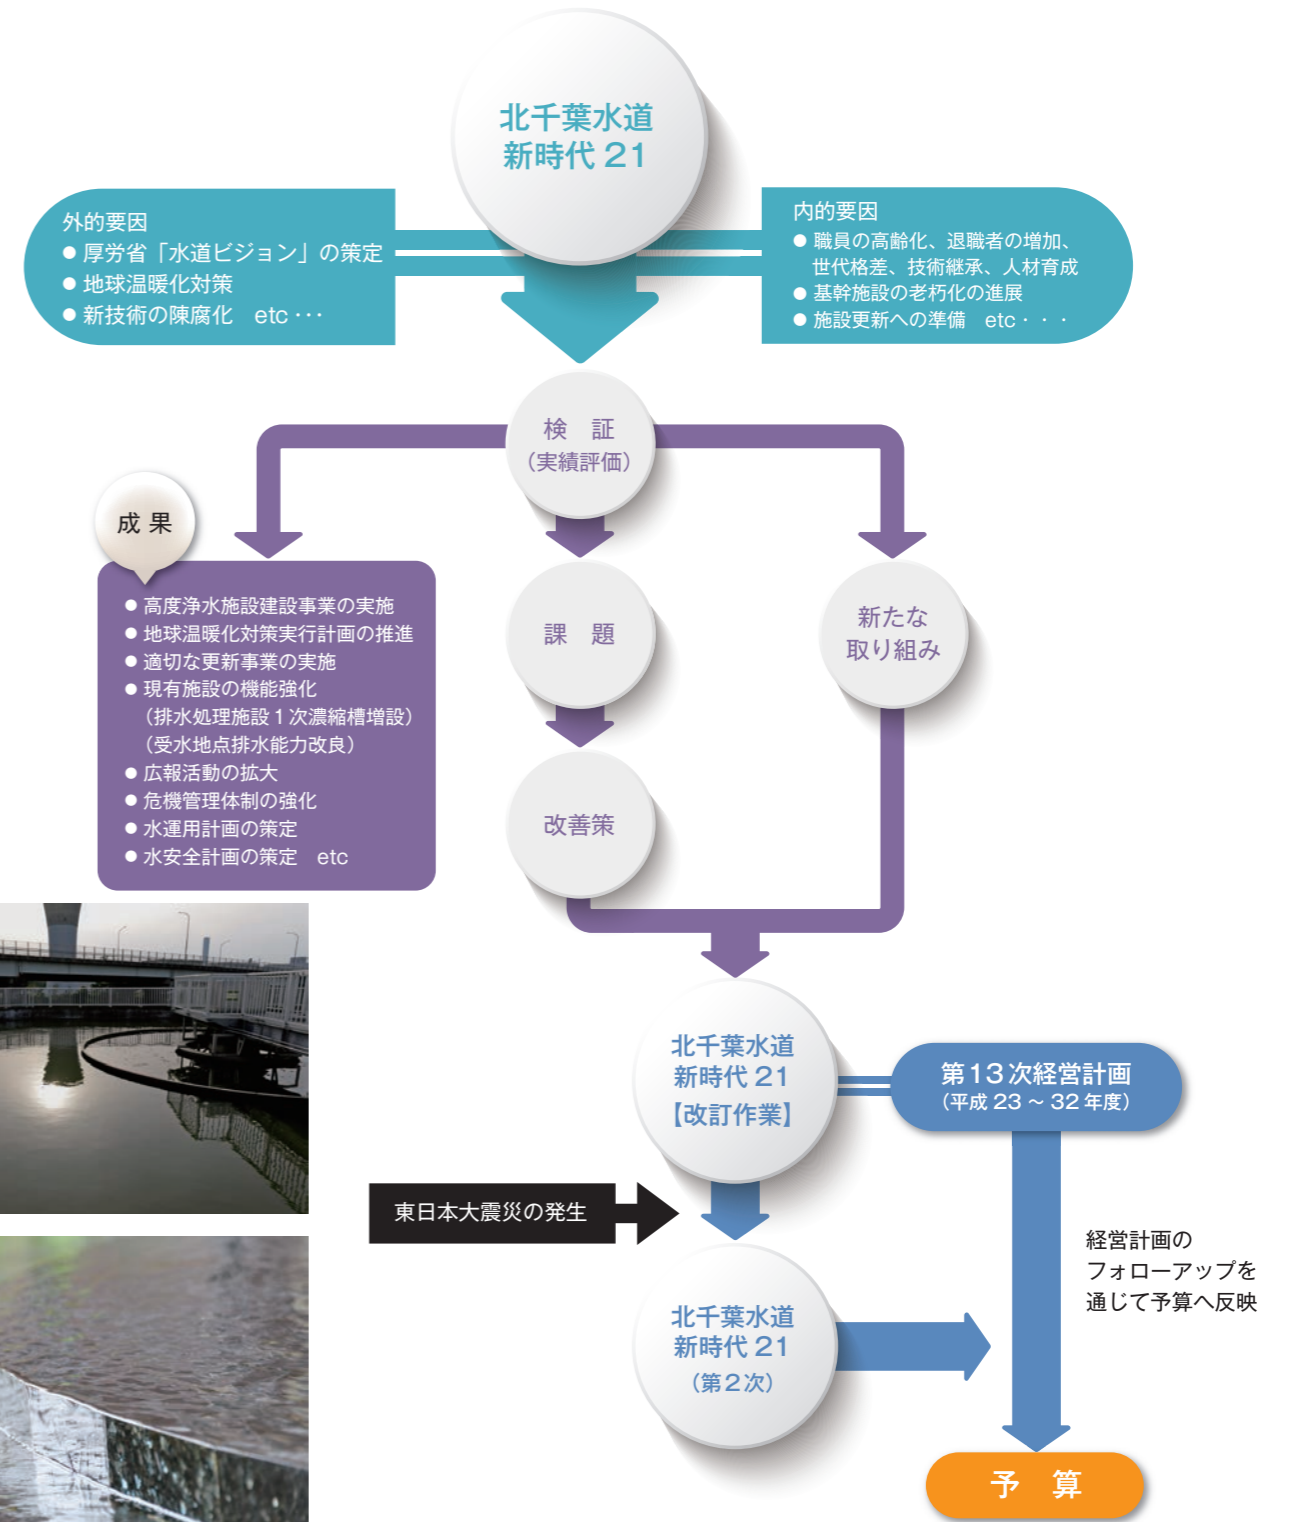 北千葉水道
新時代 21
外的要因
● 厚労省「水道ビジョン」の策定
● 地球温暖化対策
● 新技術の陳腐化　etc ･･･
内的要因
● 職員の高齢化、退職者の増加、
世代格差、技術継承、人材育成
● 基幹施設の老朽化の進展
● 施設更新への準備　etc・・・
検　証
（実績評価）
成 果
● 高度浄水施設建設事業の実施
● 地球温暖化対策実行計画の推進
● 適切な更新事業の実施
● 現有施設の機能強化
（排水処理施設１次濃縮槽増設）
（受水地点排水能力改良）
● 広報活動の拡大
● 危機管理体制の強化
● 水運用計画の策定
● 水安全計画の策定　etc
課　題
新たな
取り組み
改善策
北千葉水道
新時代 21
【改訂作業】
第13次経営計画
（平成 23 ～ 32 年度）
東日本大震災の発生
経営計画の
フォローアップを
通じて予算へ反映
北千葉水道
新時代 21
（第２次）
予　算